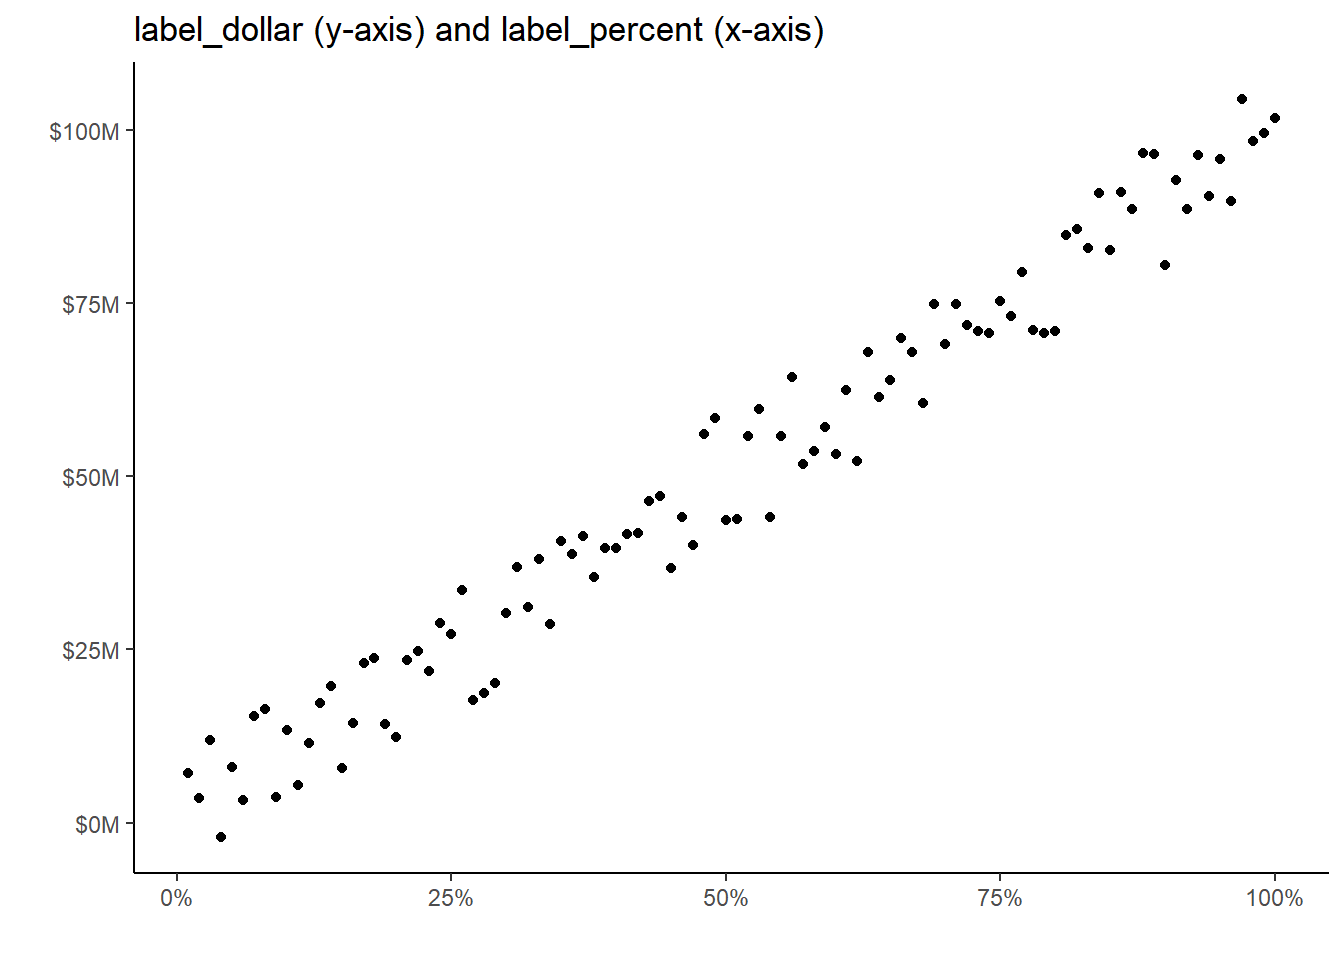 label_dollar (y-axis) and label_percent (x-axis)
$100M
$75M
$50M
$25M
$0M
0% 25% 50% 75% 100%